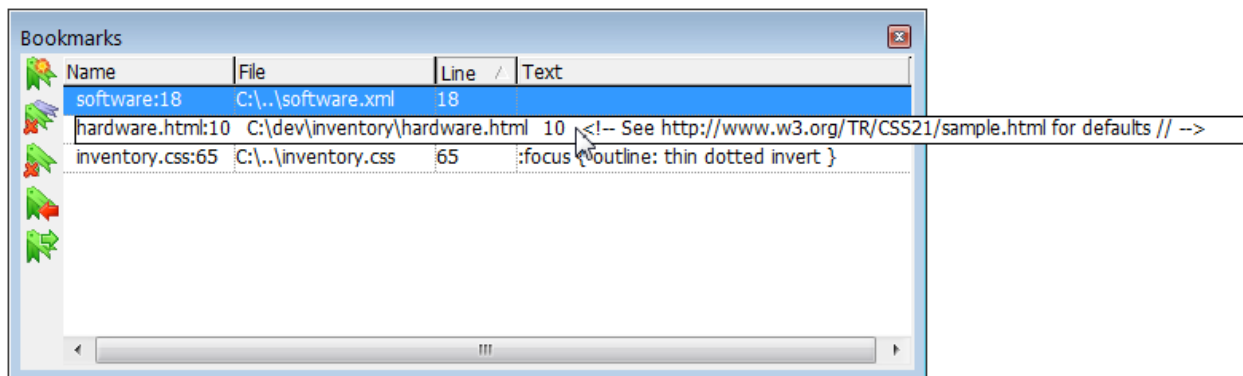 Bookmarks
Name File Line Text
software:18 C:\..\software.xml 18
hardware.html:10 C:\dev\inventory\hardware.html 10 <!-- See http://www.w3.org/TR/CSS21/sample.html for defaults // -->
inventory.css:65 C:\..\inventory.css 65 :focus { outline: thin dotted invert }